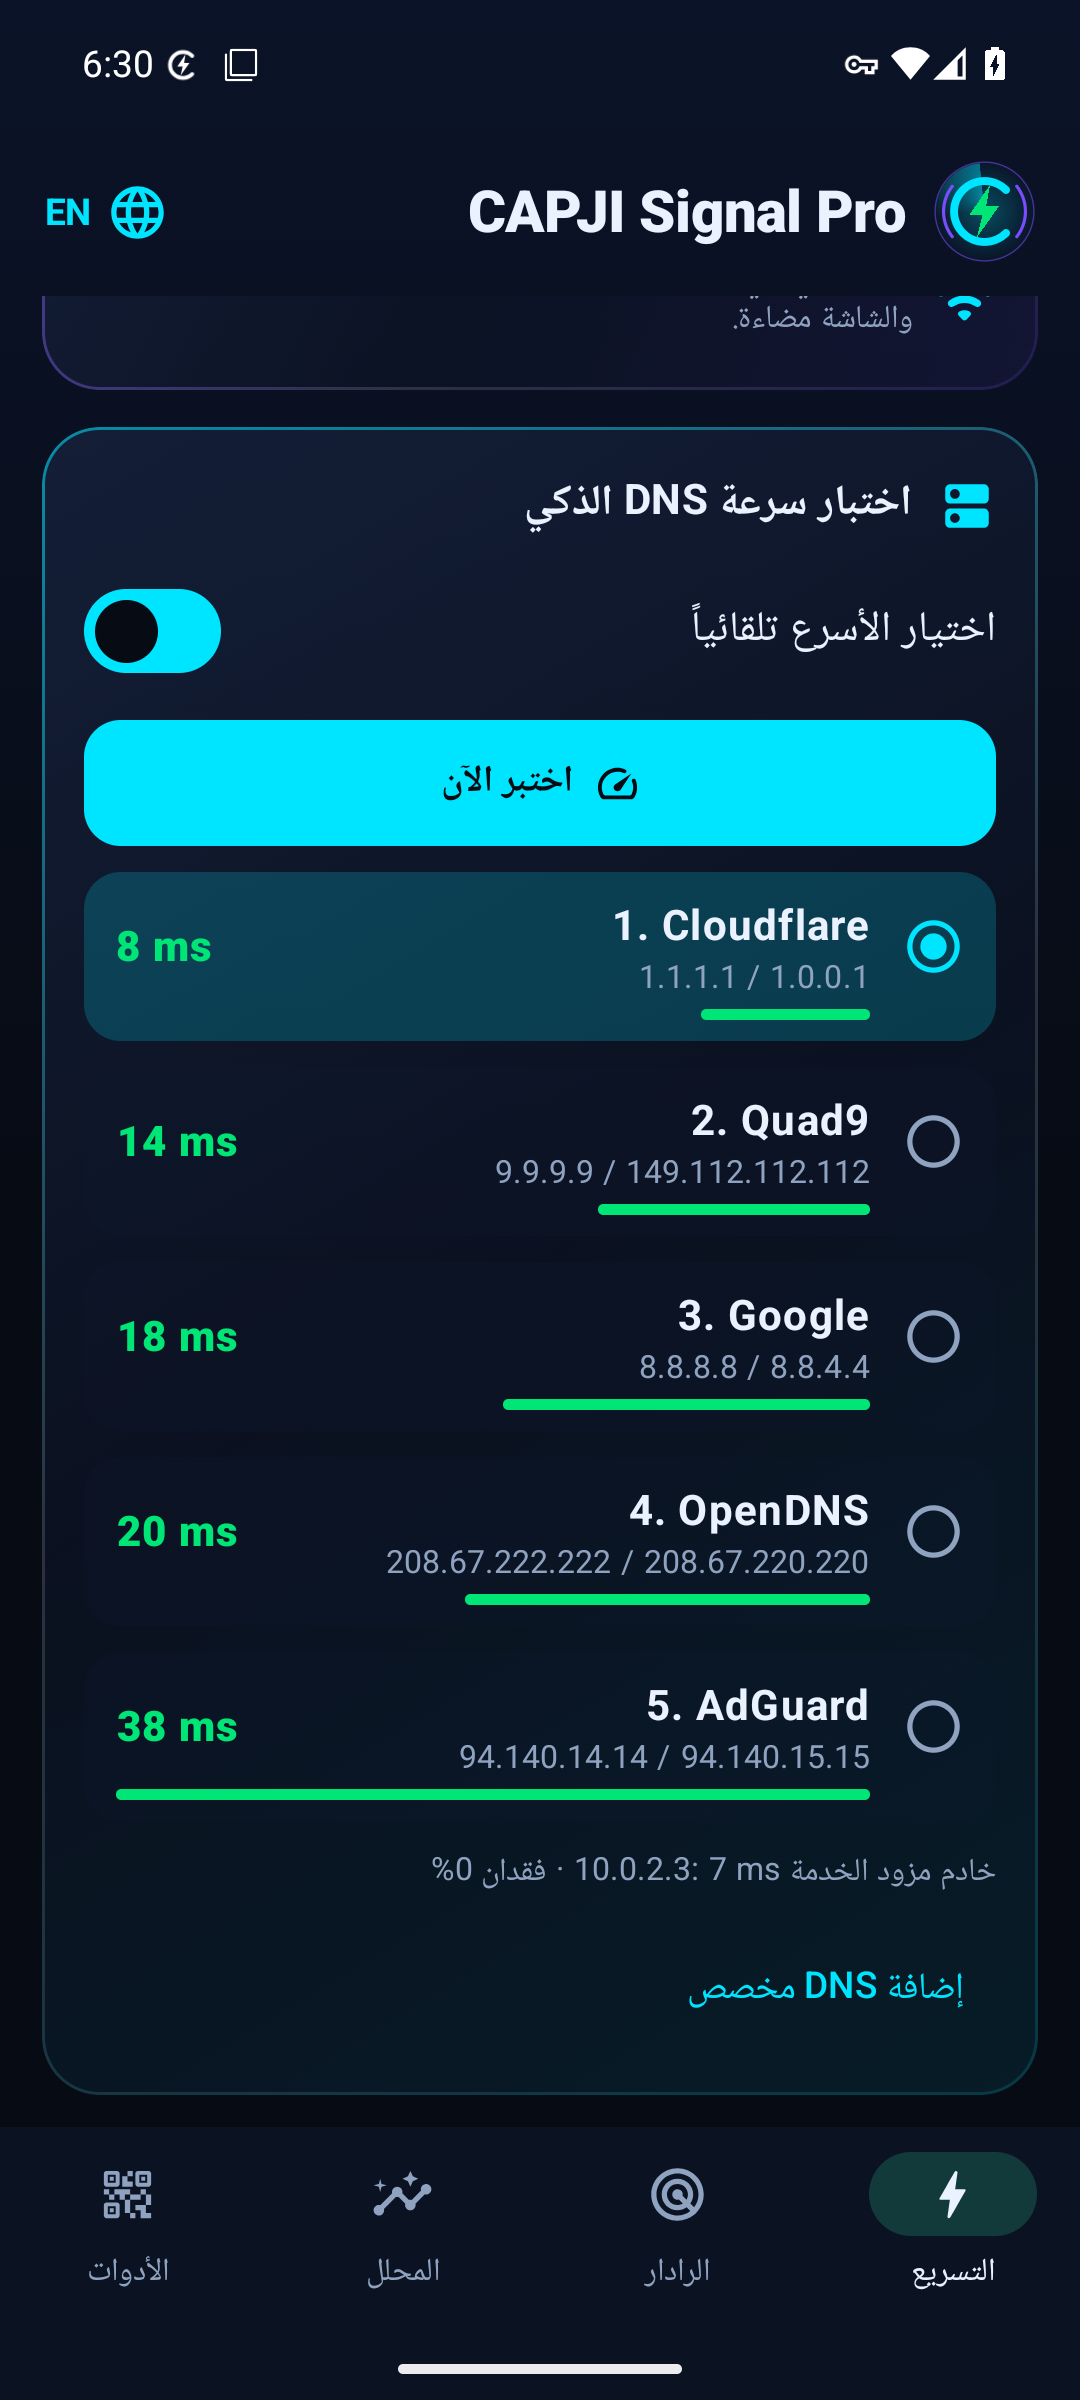 6:30
CAPJI Signal Pro
EN
والشاشة مضاءة.
اختبار سرعة DNS الذكي
اختيار الأسرع تلقائياً
اختبر الآن
1. Cloudflare
8 ms
1.1.1.1 / 1.0.0.1
2. Quad9
14 ms
9.9.9.9 / 149.112.112.112
3. Google
18 ms
8.8.8.8 / 8.8.4.4
4. OpenDNS
20 ms
208.67.222.222 / 208.67.220.220
5. AdGuard
38 ms
94.140.14.14 / 94.140.15.15
خادم مزود الخدمة 10.0.2.3: 7 ms · فقدان 0%
إضافة DNS مخصص
التسريع
الرادار
المحلل
الأدوات